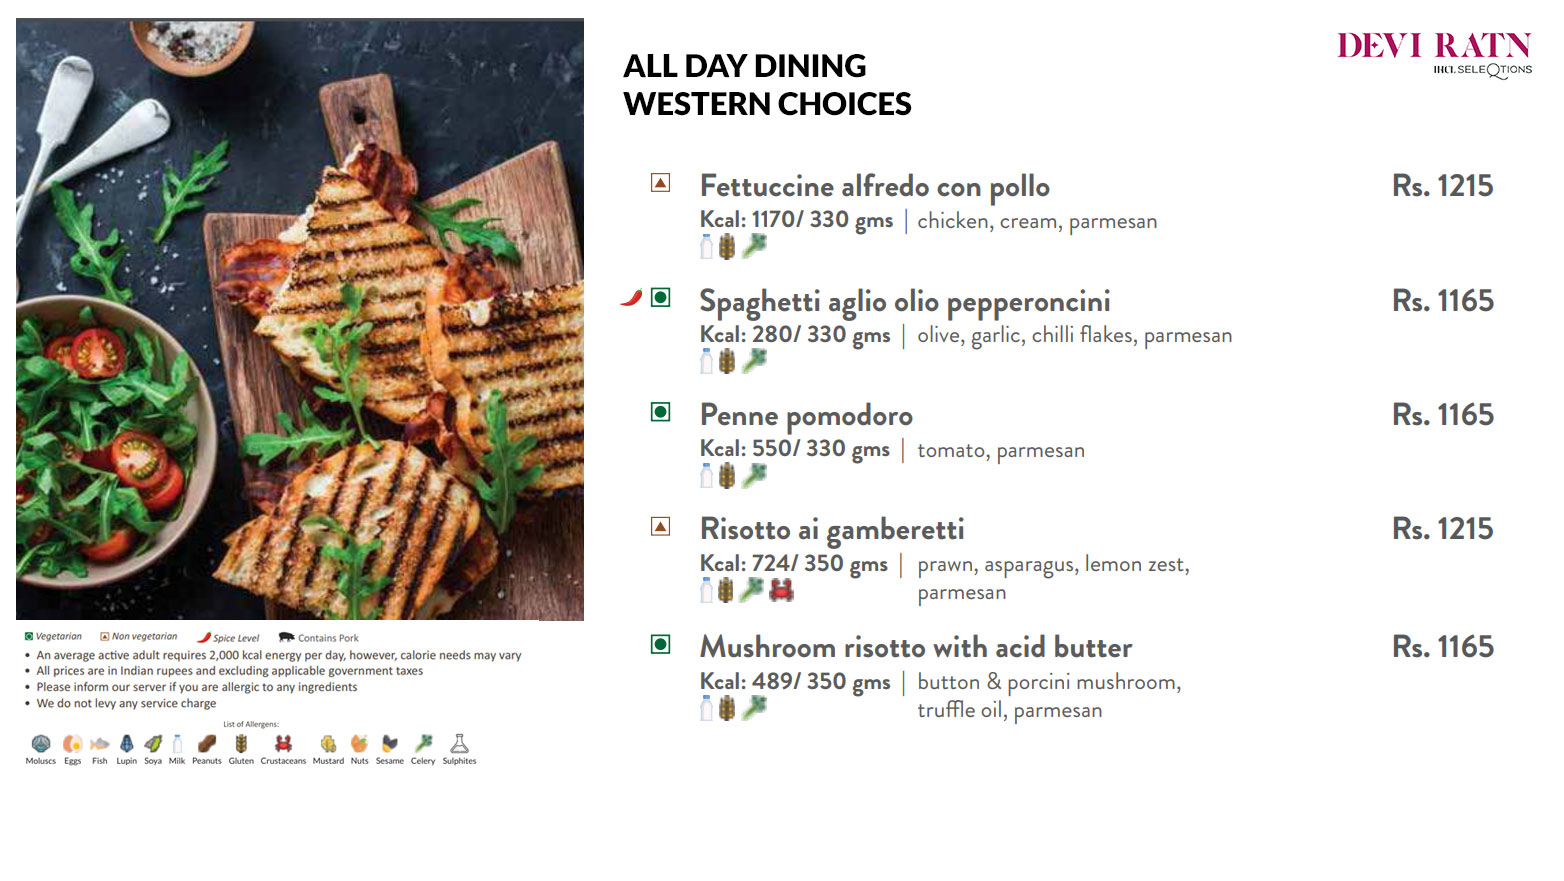 DEVI RATN
IHCL SELEQTIONS
ALL DAY DINING
WESTERN CHOICES
Fettuccine alfredo con pollo Rs. 1215
Kcal: 1170/ 330 gms | chicken, cream, parmesan
Spaghetti aglio olio pepperoncini Rs. 1165
Kcal: 280/ 330 gms | olive, garlic, chilli flakes, parmesan
Penne pomodoro Rs. 1165
Kcal: 550/ 330 gms | tomato, parmesan
Risotto ai gamberetti Rs. 1215
Kcal: 724/ 350 gms | prawn, asparagus, lemon zest,
parmesan
Mushroom risotto with acid butter Rs. 1165
Kcal: 489/ 350 gms | button & porcini mushroom,
truffle oil, parmesan
Vegetarian Non vegetarian Spice Level Contains Pork
• An average active adult requires 2,000 kcal energy per day, however, calorie needs may vary
• All prices are in Indian rupees and excluding applicable government taxes
• Please inform our server if you are allergic to any ingredients
• We do not levy any service charge
List of Allergens:
Moluscs Eggs Fish Lupin Soya Milk Peanuts Gluten Crustaceans Mustard Nuts Sesame Celery Sulphites